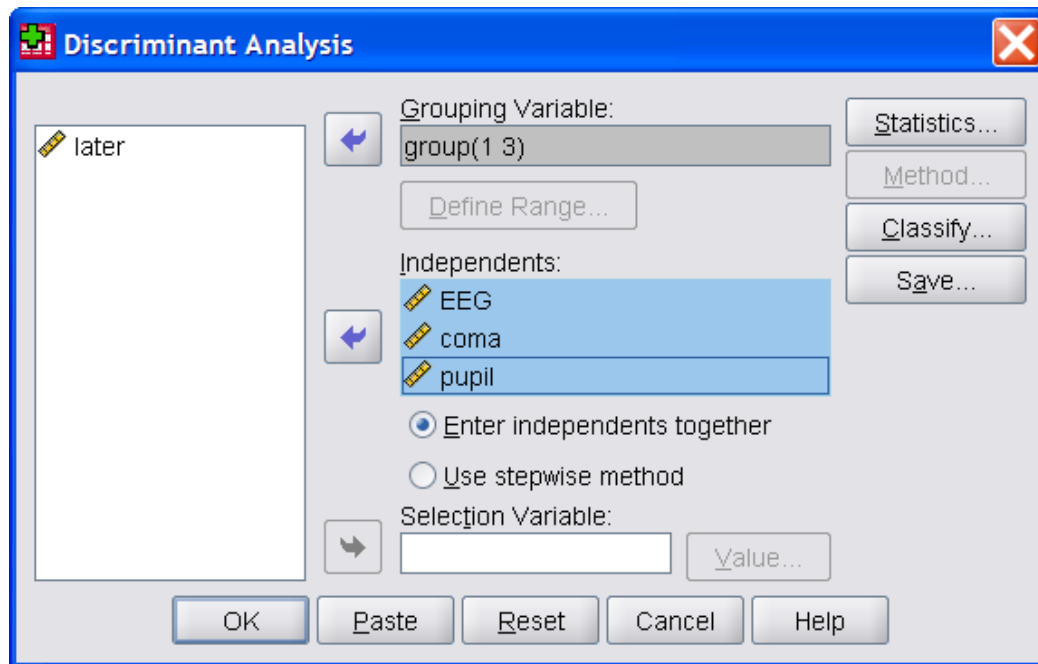 Discriminant Analysis
later
Grouping Variable:
group(1 3)
Define Range...
Independents:
EEG
coma
pupil
Enter independents together
Use stepwise method
Selection Variable:
Value...
Statistics...
Method...
Classify...
Save...
OK Paste Reset Cancel Help